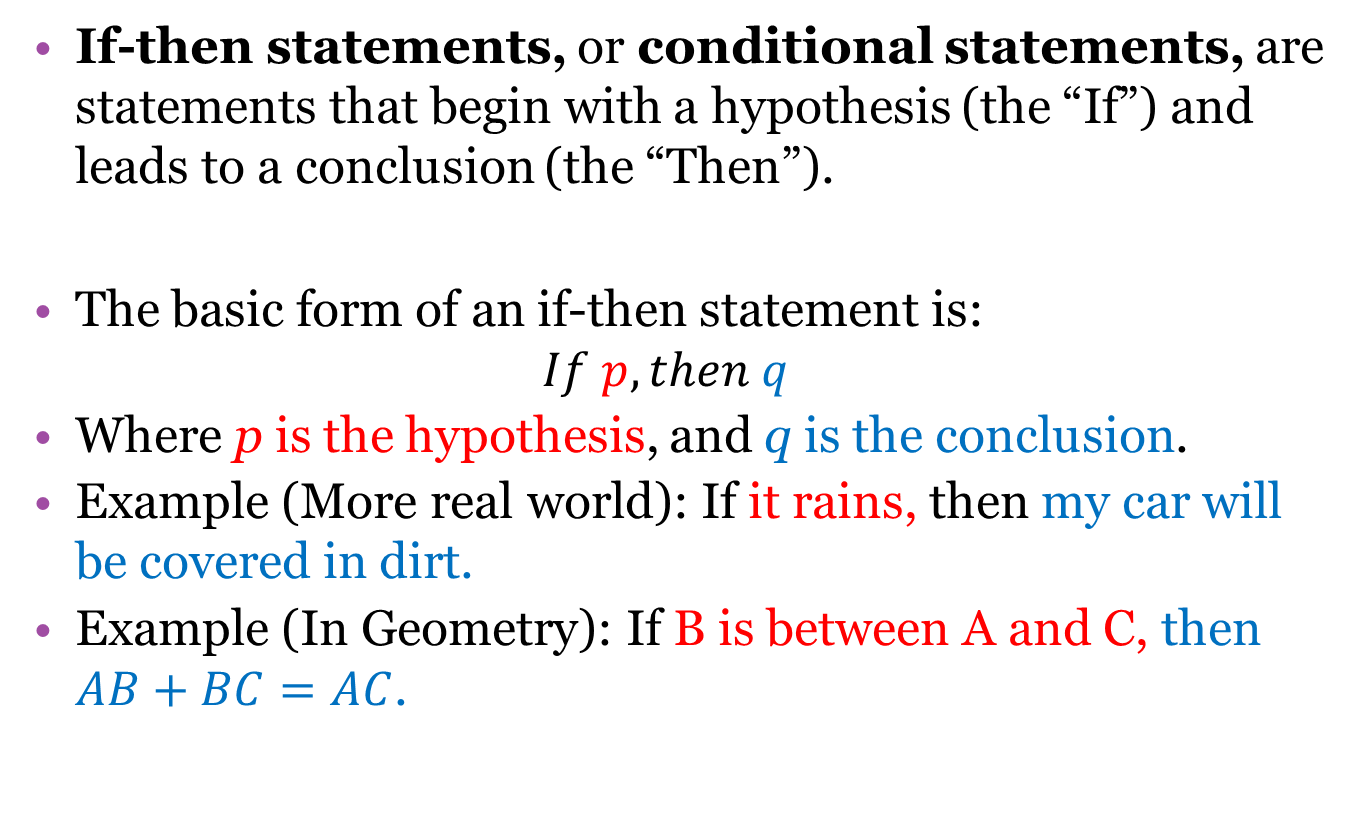 • If-then statements, or conditional statements, are
statements that begin with a hypothesis (the “If”) and
leads to a conclusion (the “Then”).
• The basic form of an if-then statement is:
If p, then q
• Where p is the hypothesis, and q is the conclusion.
• Example (More real world): If it rains, then my car will
be covered in dirt.
• Example (In Geometry): If B is between A and C, then
AB + BC = AC.